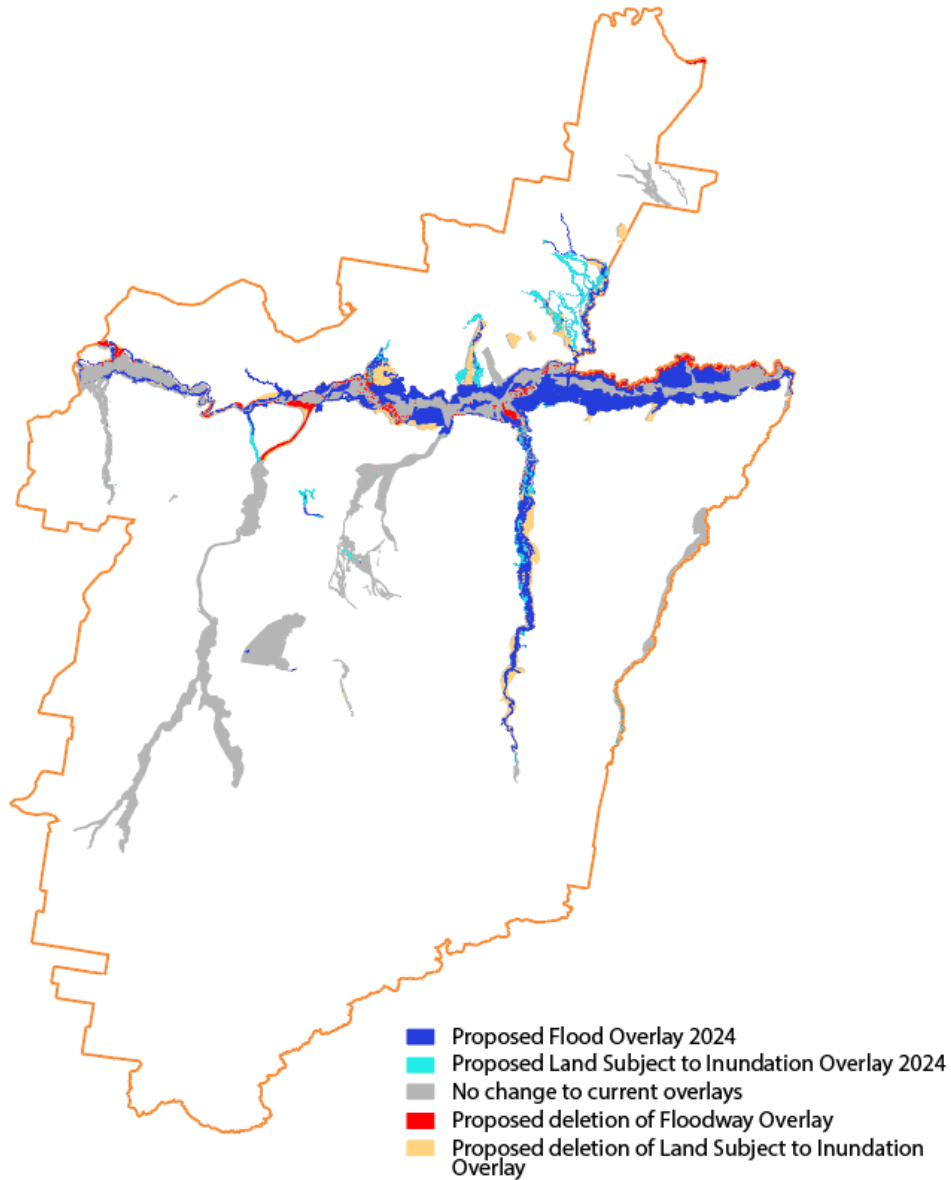 Proposed Flood Overlay 2024
Proposed Land Subject to Inundation Overlay 2024
No change to current overlays
Proposed deletion of Floodway Overlay
Proposed deletion of Land Subject to Inundation
Overlay